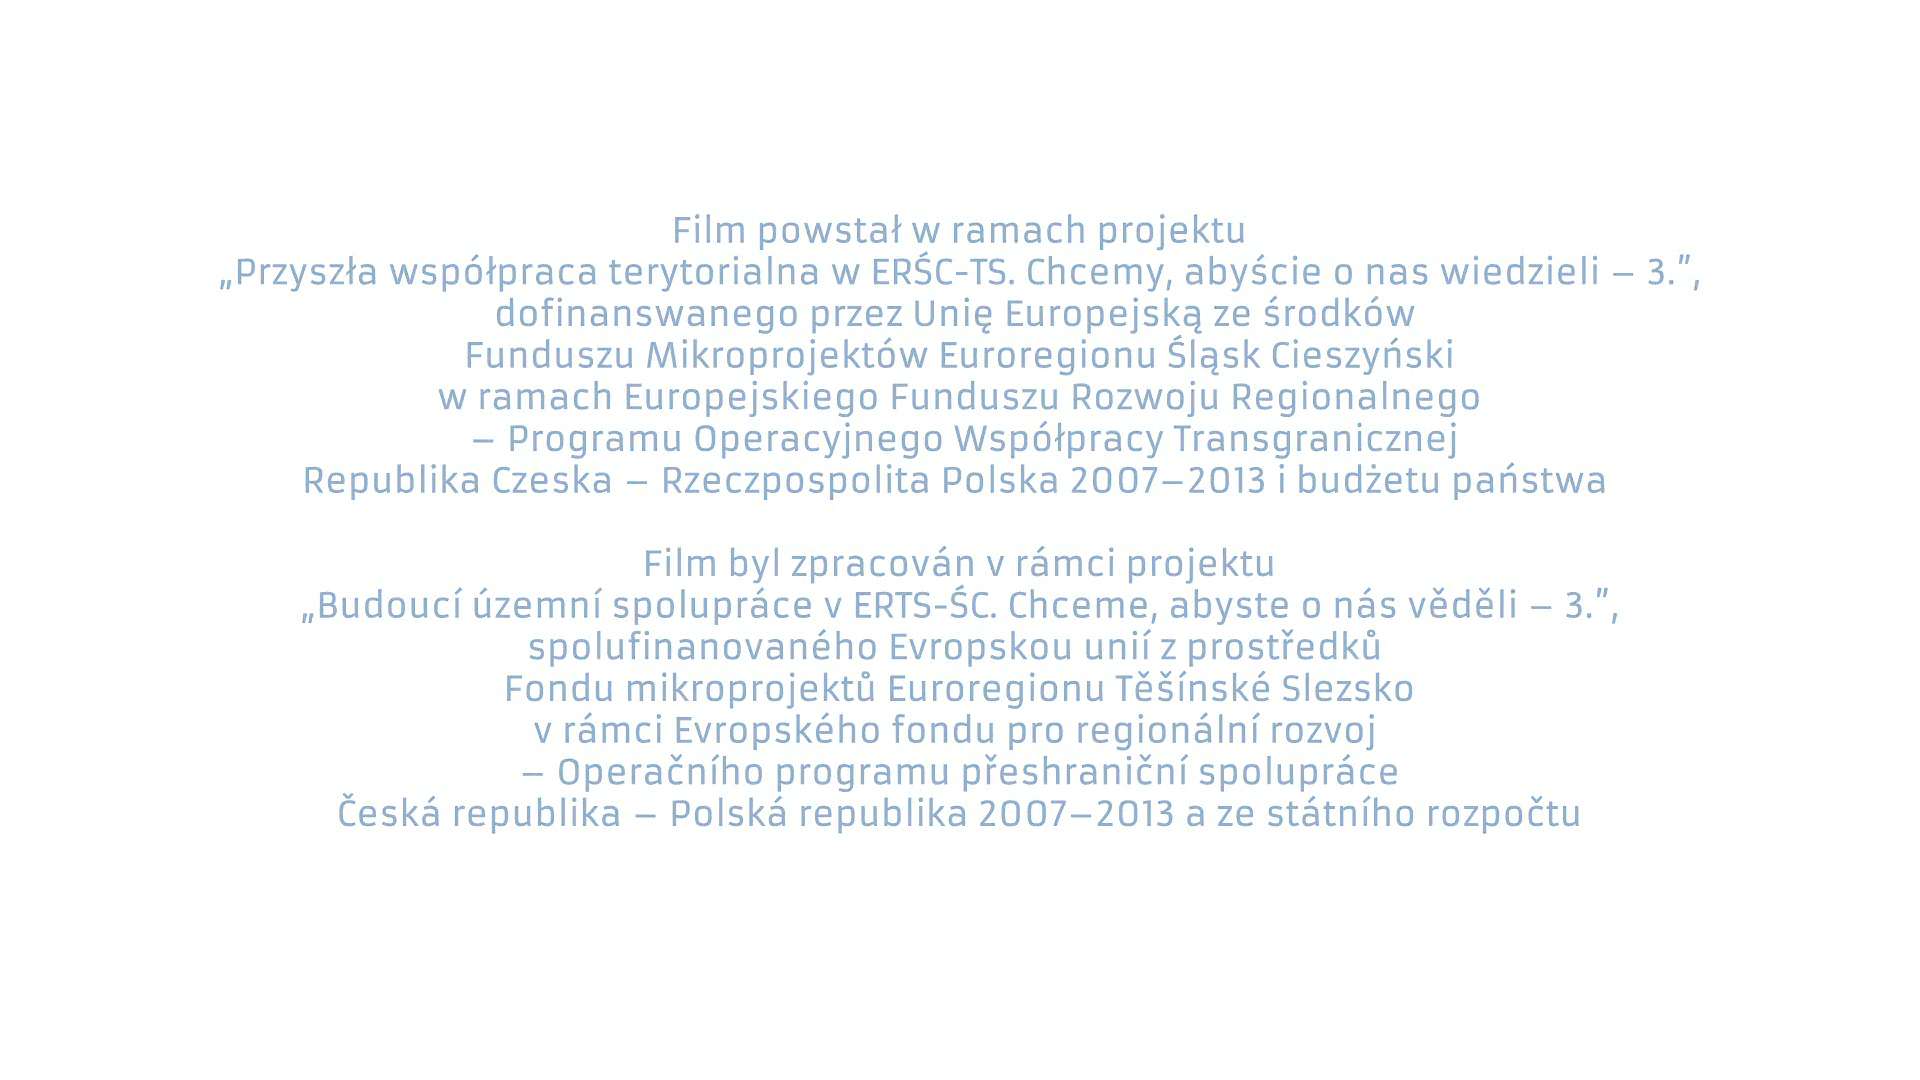 Film powstał w ramach projektu
„Przyszła współpraca terytorialna w ERŚC-TS. Chcemy, abyście o nas wiedzieli – 3.”,
dofinanswanego przez Unię Europejską ze środków
Funduszu Mikroprojektów Euroregionu Śląsk Cieszyński
w ramach Europejskiego Funduszu Rozwoju Regionalnego
– Programu Operacyjnego Współpracy Transgranicznej
Republika Czeska – Rzeczpospolita Polska 2007–2013 i budżetu państwa
Film byl zpracován v rámci projektu
„Budoucí územní spolupráce v ERTS-ŚC. Chceme, abyste o nás věděli – 3.”,
spolufinanovaného Evropskou unií z prostředků
Fondu mikroprojektů Euroregionu Těšínské Slezsko
v rámci Evropského fondu pro regionální rozvoj
– Operačního programu přeshraniční spolupráce
Česká republika – Polská republika 2007–2013 a ze státního rozpočtu